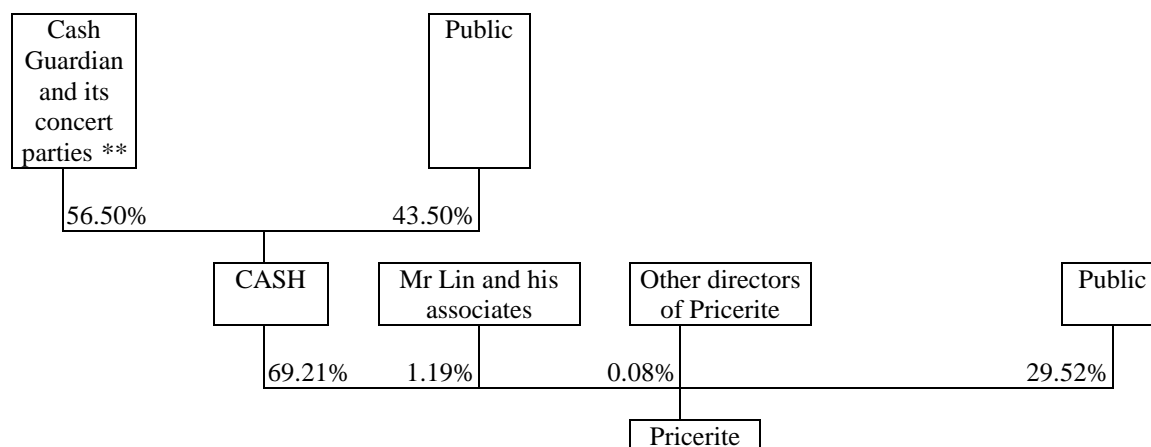 Cash
Guardian
and its
concert
parties **
Public
56.50%
43.50%
CASH
Mr Lin and his
associates
Other directors
of Pricerite
Public
69.21%
1.19%
0.08%
29.52%
Pricerite